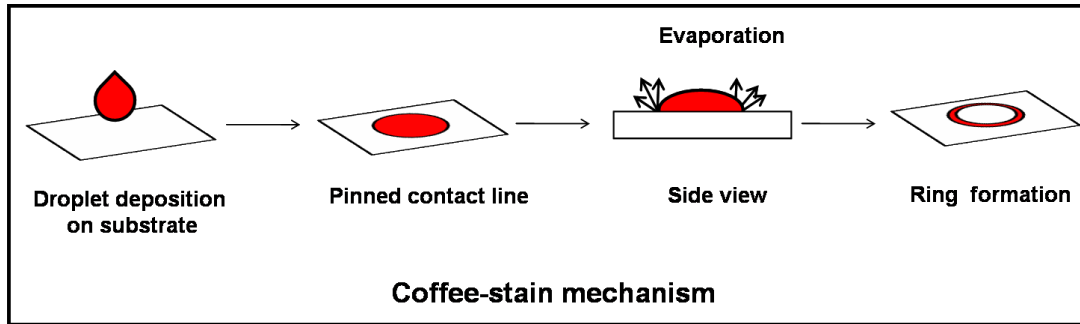 Evaporation
Droplet deposition
on substrate
Pinned contact line
Side view
Ring formation
Coffee-stain mechanism